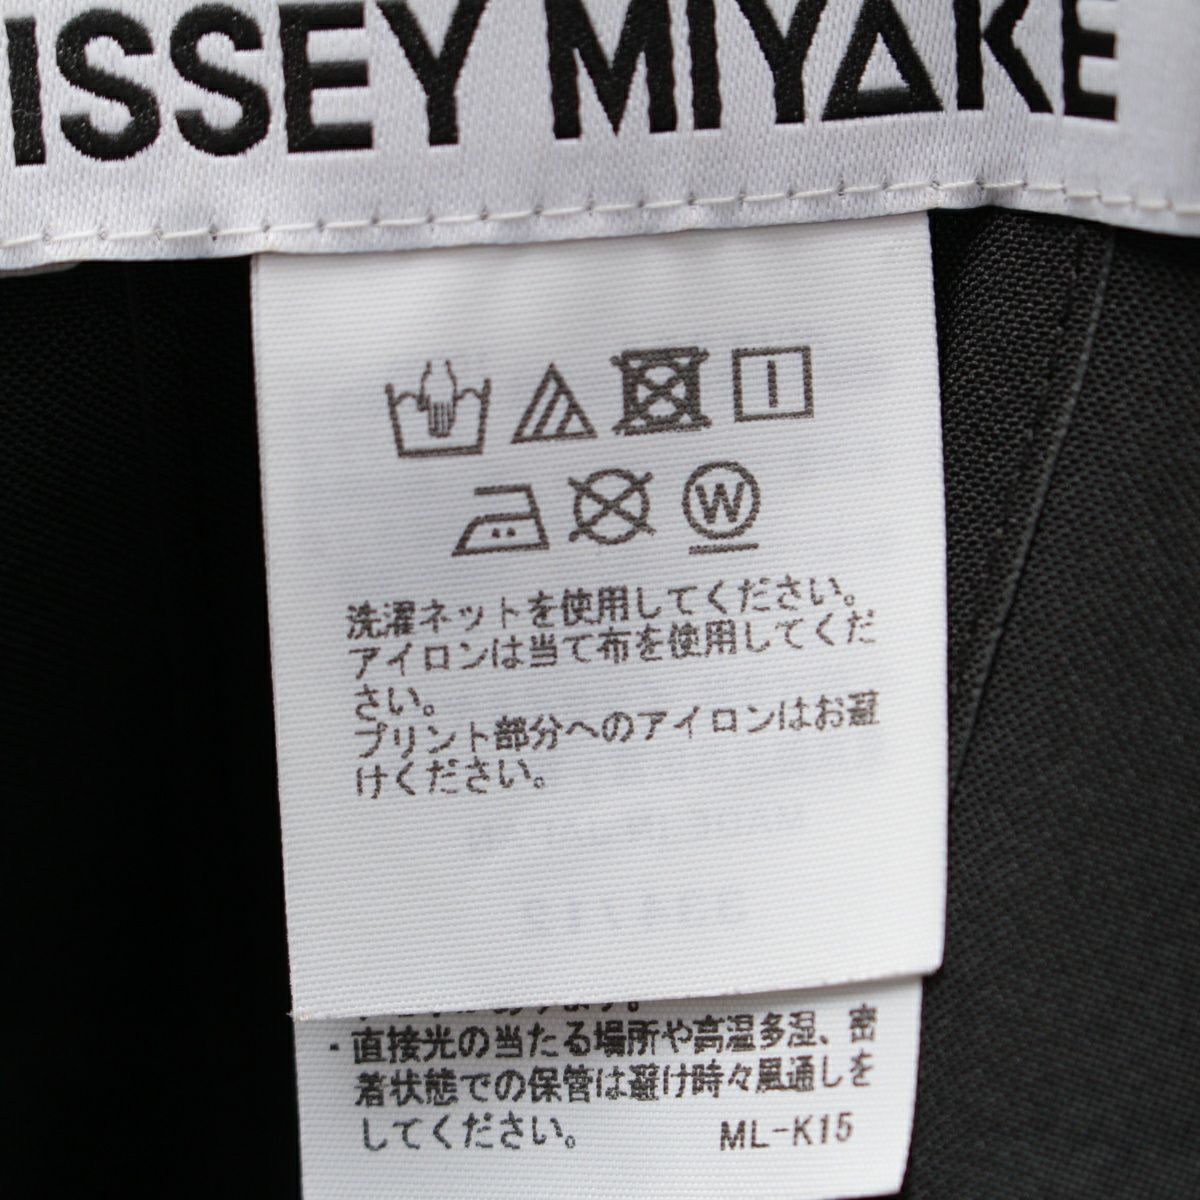 ISSEY MIYAKE
W
洗濯ネットを使用してください。
アイロンは当て布を使用してくだ
さい。
プリント部分へのアイロンはお避
けください。
・直接光の当たる場所や高温多湿、密
着状態での保管は避け時々風通しを
してください。
ML-K15